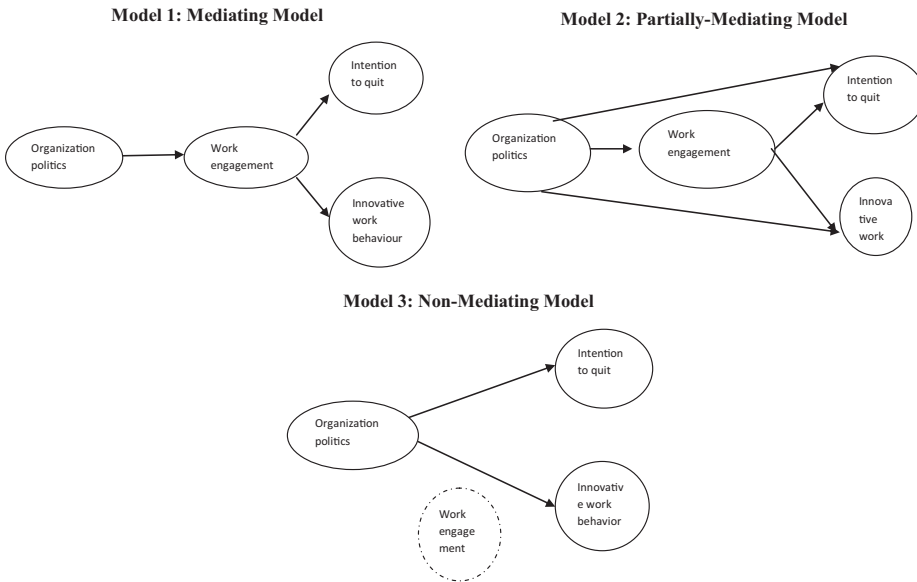 Model 1: Mediating Model
Intention
to quit
Organization
politics
Work
engagement
Innovative
work
behaviour
Model 2: Partially-Mediating Model
Intention
to quit
Organization
politics
Work
engagement
Innova
tive
work
Model 3: Non-Mediating Model
Intention
to quit
Organization
politics
Innovativ
e work
behavior
Work
engage
ment